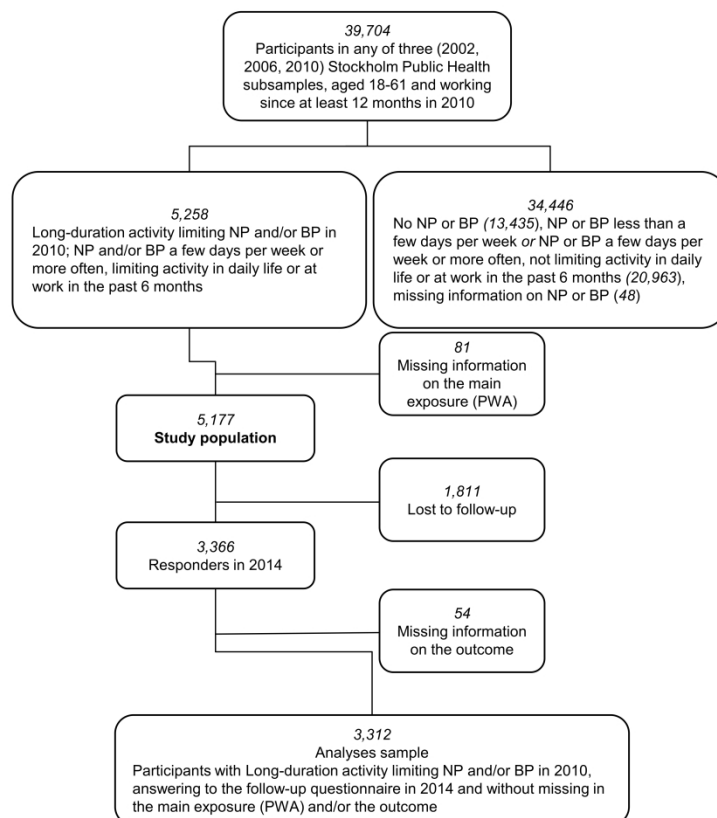 39,704
Participants in any of three (2002,
2006, 2010) Stockholm Public Health
subsamples, aged 18-61 and working
since at least 12 months in 2010
5,258
Long-duration activity limiting NP and/or BP in
2010; NP and/or BP a few days per week or
more often, limiting activity in daily life or at
work in the past 6 months
34,446
No NP or BP (13,435), NP or BP less than a
few days per week or NP or BP a few days per
week or more often, not limiting activity in daily
life or at work in the past 6 months (20,963),
missing information on NP or BP (48)
81
Missing information
on the main
exposure (PWA)
5,177
Study population
1,811
Lost to follow-up
3,366
Responders in 2014
54
Missing information
on the outcome
3,312
Analyses sample
Participants with Long-duration activity limiting NP and/or BP in 2010,
answering to the follow-up questionnaire in 2014 and without missing in
the main exposure (PWA) and/or the outcome